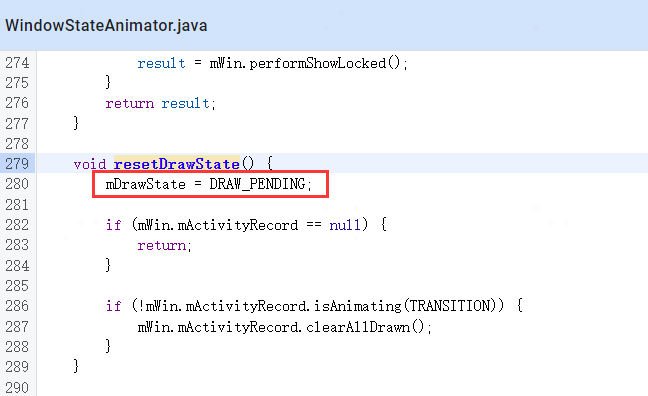 WindowStateAnimator.java
274            result = mWin.performShowLocked();
275        }
276        return result;
277    }
278
279    void resetDrawState() {
280        mDrawState = DRAW_PENDING;
281
282        if (mWin.mActivityRecord == null) {
283            return;
284        }
285
286        if (!mWin.mActivityRecord.isAnimating(TRANSITION)) {
287            mWin.mActivityRecord.clearAllDrawn();
288        }
289    }
290